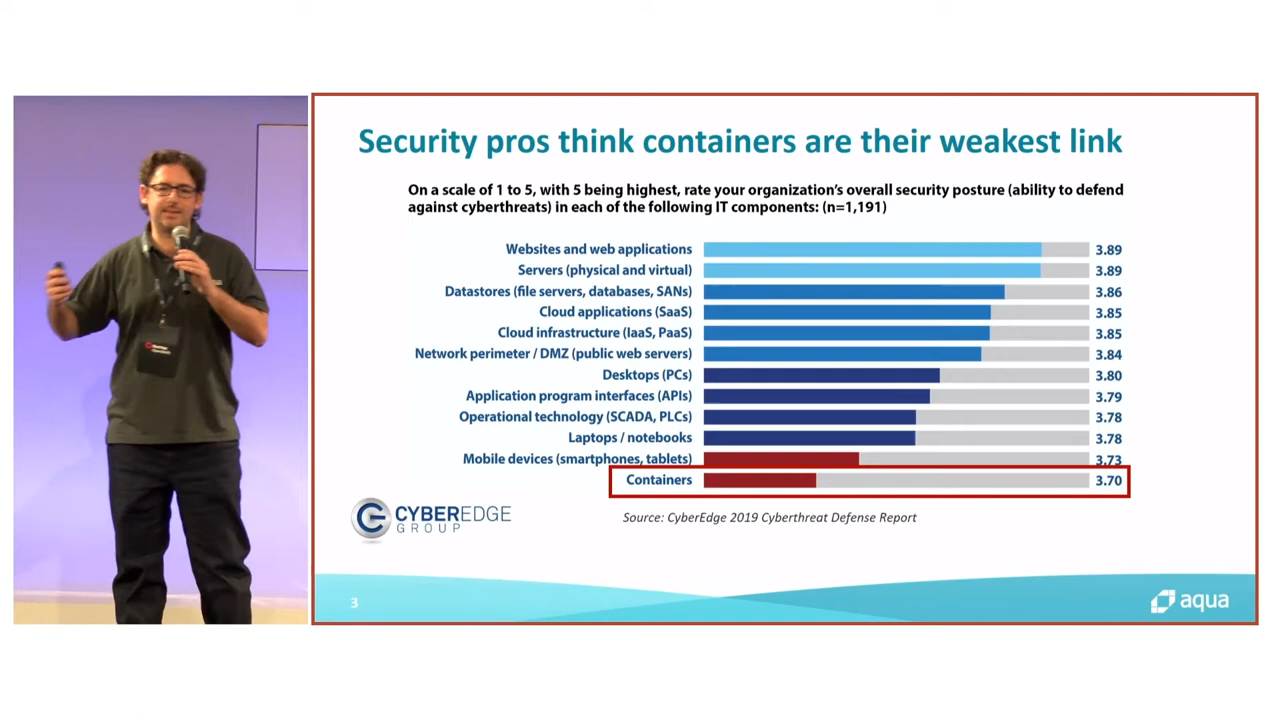 Security pros think containers are their weakest link
On a scale of 1 to 5, with 5 being highest, rate your organization's overall security posture (ability to defend
against cyberthreats) in each of the following IT components: (n=1,191)
Websites and web applications 3.89
Servers (physical and virtual) 3.89
Datastores (file servers, databases, SANs) 3.86
Cloud applications (SaaS) 3.85
Cloud infrastructure (IaaS, PaaS) 3.85
Network perimeter / DMZ (public web servers) 3.84
Desktops (PCs) 3.80
Application program interfaces (APIs) 3.79
Operational technology (SCADA, PLCs) 3.78
Laptops / notebooks 3.78
Mobile devices (smartphones, tablets) 3.73
Containers 3.70
CYBEREDGE
GROUP
Source: CyberEdge 2019 Cyberthreat Defense Report
3
aqua